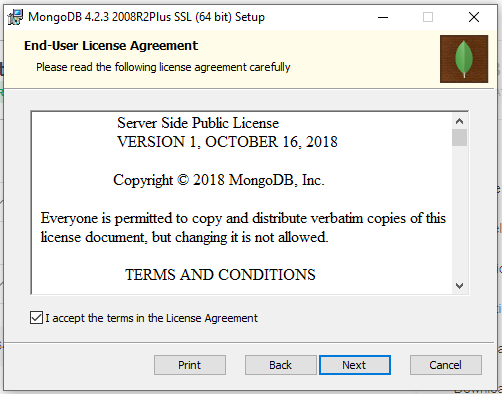 MongoDB 4.2.3 2008R2Plus SSL (64 bit) Setup
End-User License Agreement
Please read the following license agreement carefully
Server Side Public License
VERSION 1, OCTOBER 16, 2018
Copyright © 2018 MongoDB, Inc.
Everyone is permitted to copy and distribute verbatim copies of this
license document, but changing it is not allowed.
TERMS AND CONDITIONS
I accept the terms in the License Agreement
Print
Back
Next
Cancel